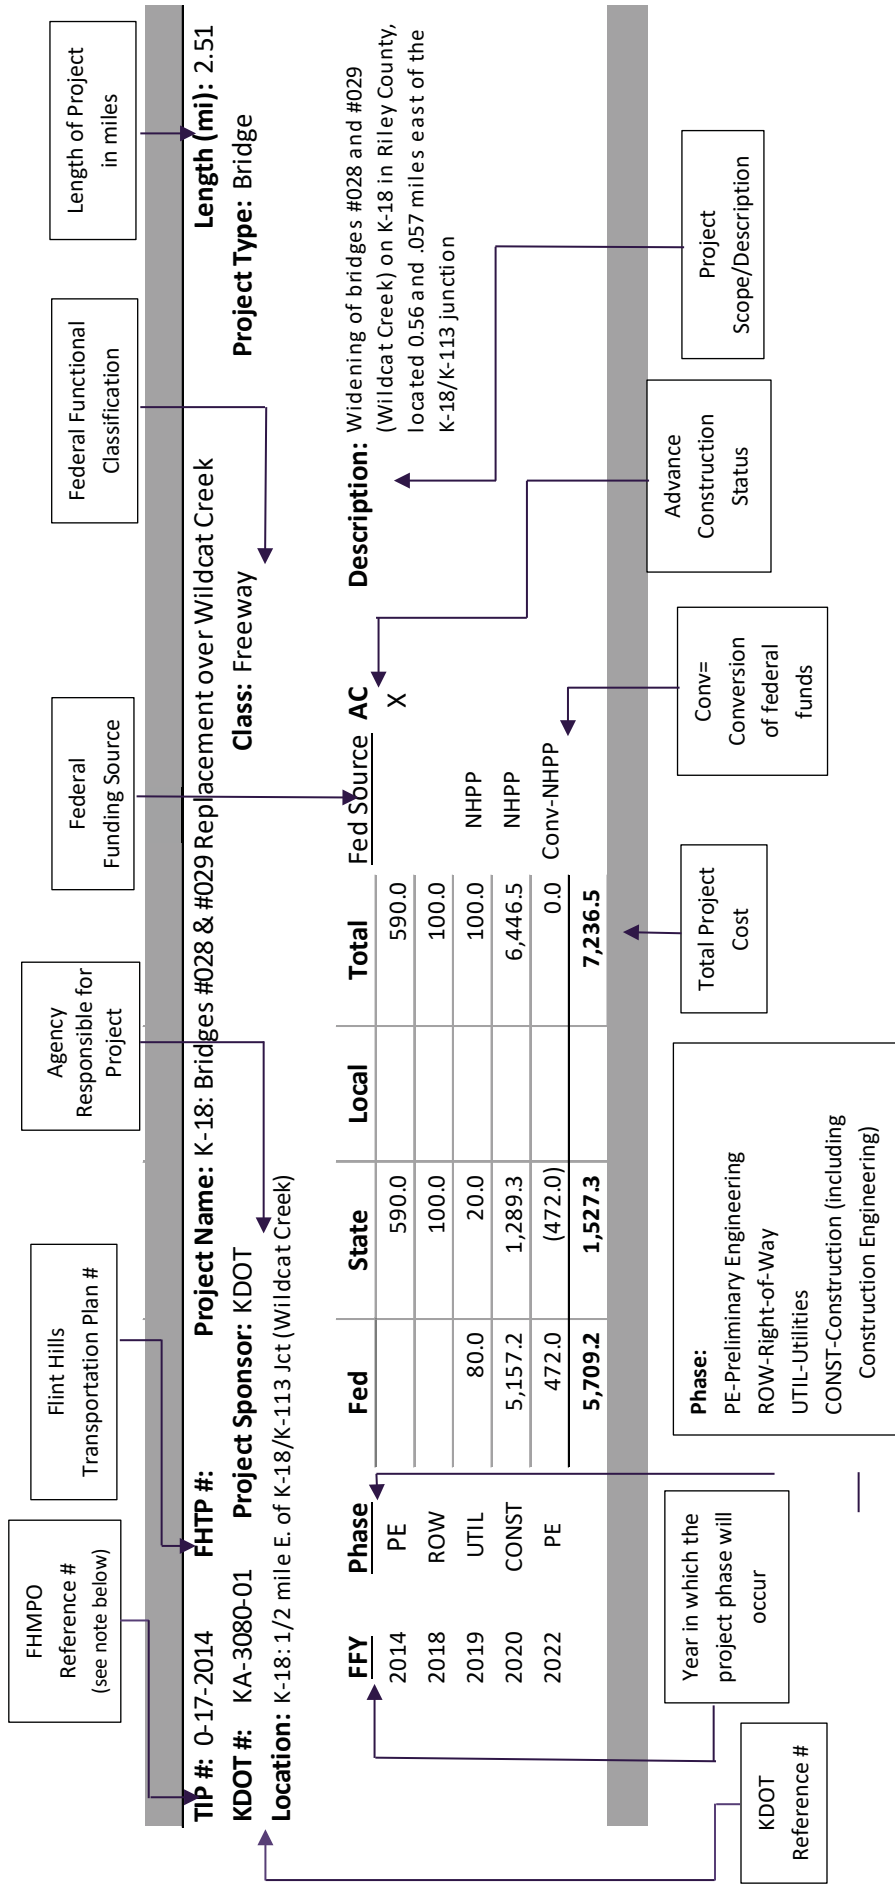 FHMPO
Reference #
(see note below)
Flint Hills
Transportation Plan #
Agency
Responsible for
Project
Federal
Funding Source
Federal Functional
Classification
Length of Project
in miles
TIP #: 0-17-2014 FHTP #: Project Name: K-18: Bridges #028 & #029 Replacement over Wildcat Creek Length (mi): 2.51
KDOT #: KA-3080-01 Project Sponsor: KDOT Class: Freeway Project Type: Bridge
Location: K-18: 1/2 mile E. of K-18/K-113 Jct (Wildcat Creek)
FFY Phase Fed State Local Total Fed Source AC
2014 PE 590.0 590.0 X
2018 ROW 100.0 100.0
2019 UTIL 80.0 20.0 100.0 NHPP
2020 CONST 5,157.2 1,289.3 6,446.5 NHPP
2022 PE 472.0 (472.0) 0.0 Conv-NHPP
5,709.2 1,527.3 7,236.5
Description: Widening of bridges #028 and #029
(Wildcat Creek) on K-18 in Riley County,
located 0.56 and .057 miles east of the
K-18/K-113 junction
KDOT
Reference #
Year in which the
project phase will
occur
Phase:
PE-Preliminary Engineering
ROW-Right-of-Way
UTIL-Utilities
CONST-Construction (including
Construction Engineering)
Total Project
Cost
Conv=
Conversion
of federal
funds
Advance
Construction
Status
Project
Scope/Description